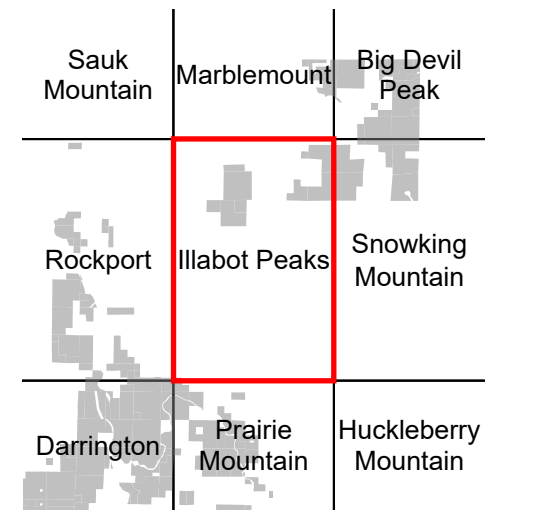 Sauk
Mountain
Marblemount
Big Devil
Peak
Rockport
Illabot Peaks
Snowking
Mountain
Darrington
Prairie
Mountain
Huckleberry
Mountain